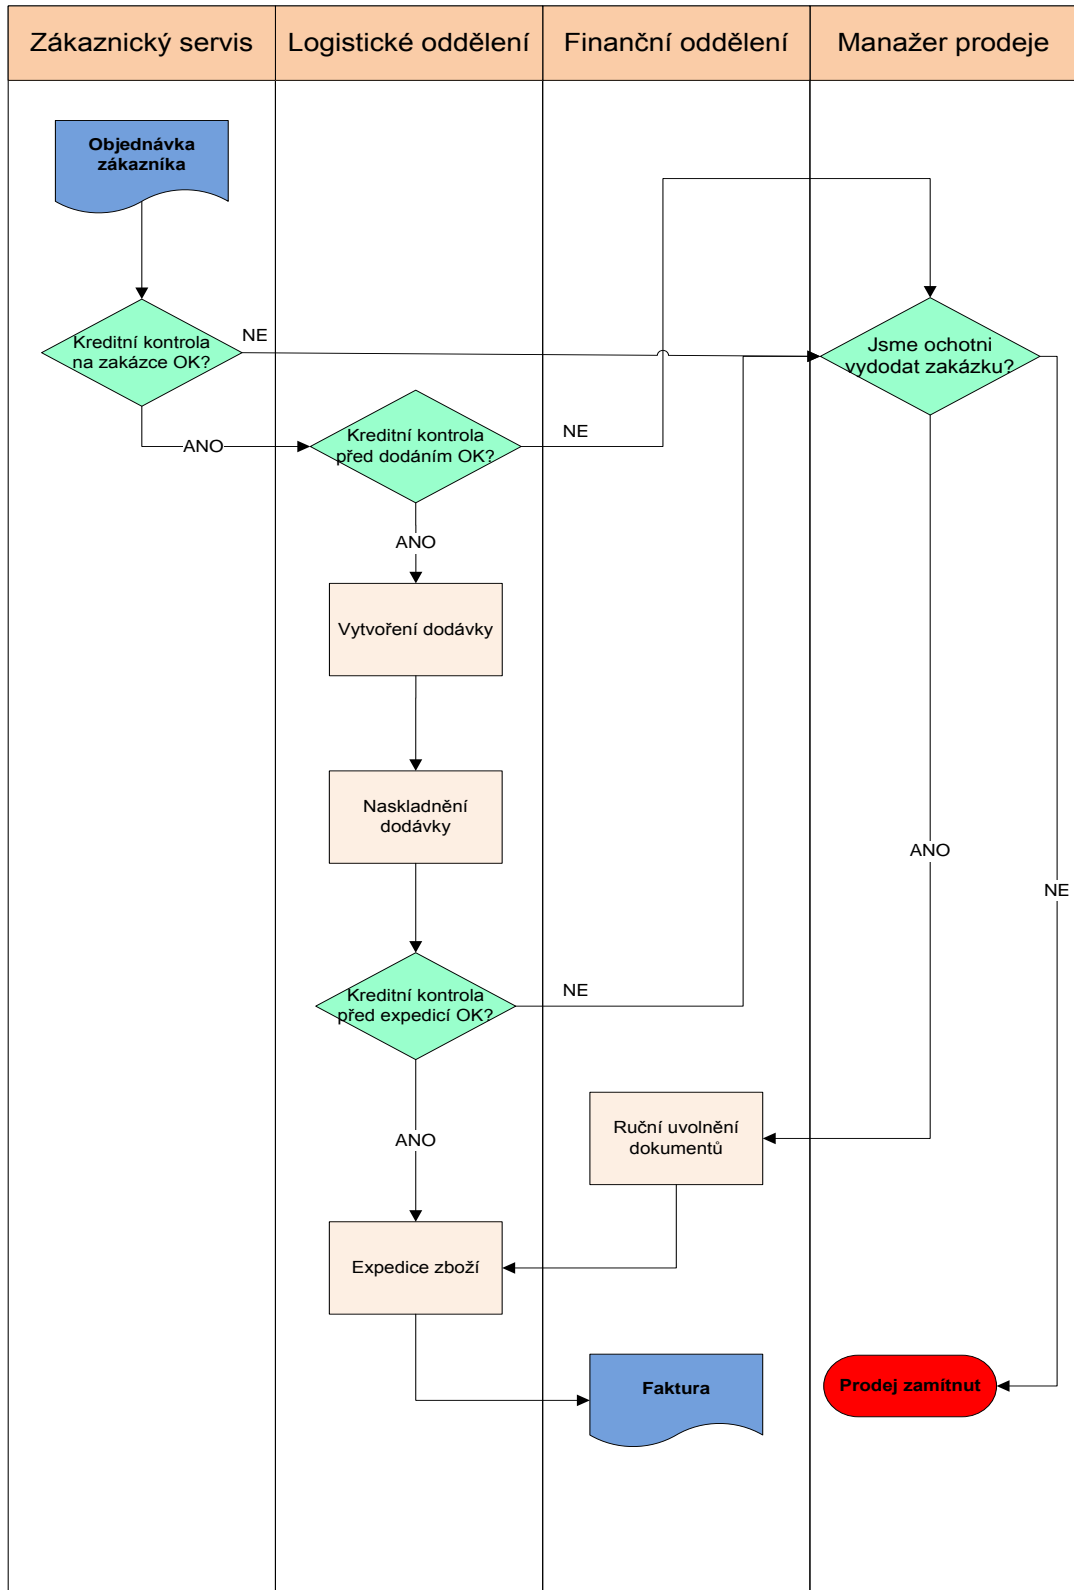 Zákaznický servis
Logistické oddělení
Finanční oddělení
Manažer prodeje
Objednávka
zákazníka
Kreditní kontrola
na zakázce OK?
NE
Jsme ochotni
vydodat zakázku?
ANO
Kreditní kontrola
před dodáním OK?
NE
ANO
Vytvoření dodávky
Naskladnění
dodávky
ANO
NE
Kreditní kontrola
před expedicí OK?
NE
ANO
Ruční uvolnění
dokumentů
Expedice zboží
Faktura
Prodej zamítnut